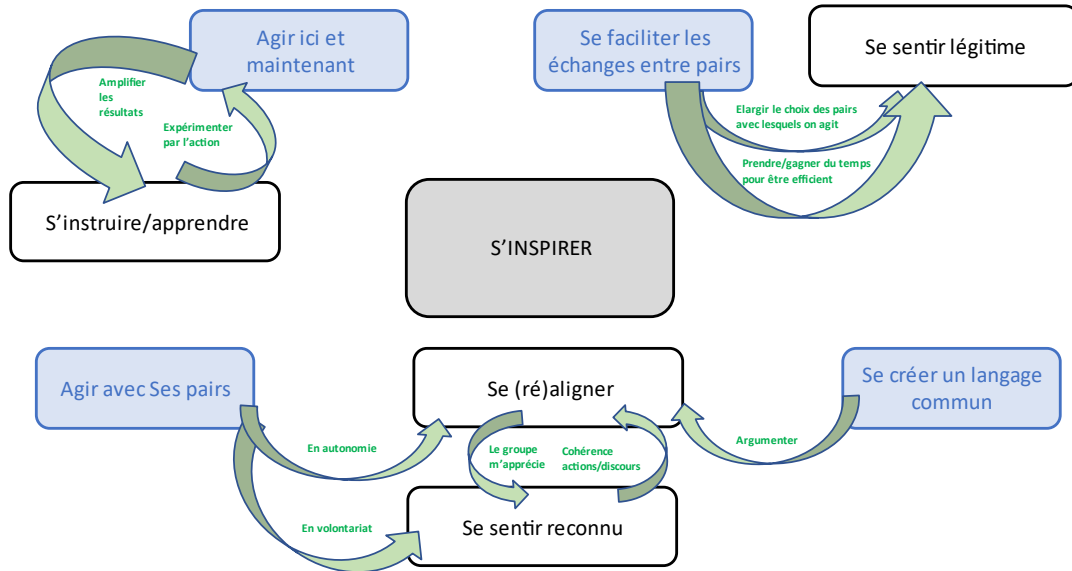 Agir ici et
maintenant
Amplifier
les
résultats
Expérimenter
par l'action
S'instruire/apprendre
Se faciliter les
échanges entre pairs
Se sentir légitime
Elargir le choix des pairs
avec lesquels on agit
Prendre/gagner du temps
pour être efficient
S'INSPIRER
Agir avec Ses pairs
Se (ré)aligner
Se créer un langage
commun
En autonomie
Le groupe
m'apprécie
Cohérence
actions/discours
Argumenter
En volontariat
Se sentir reconnu